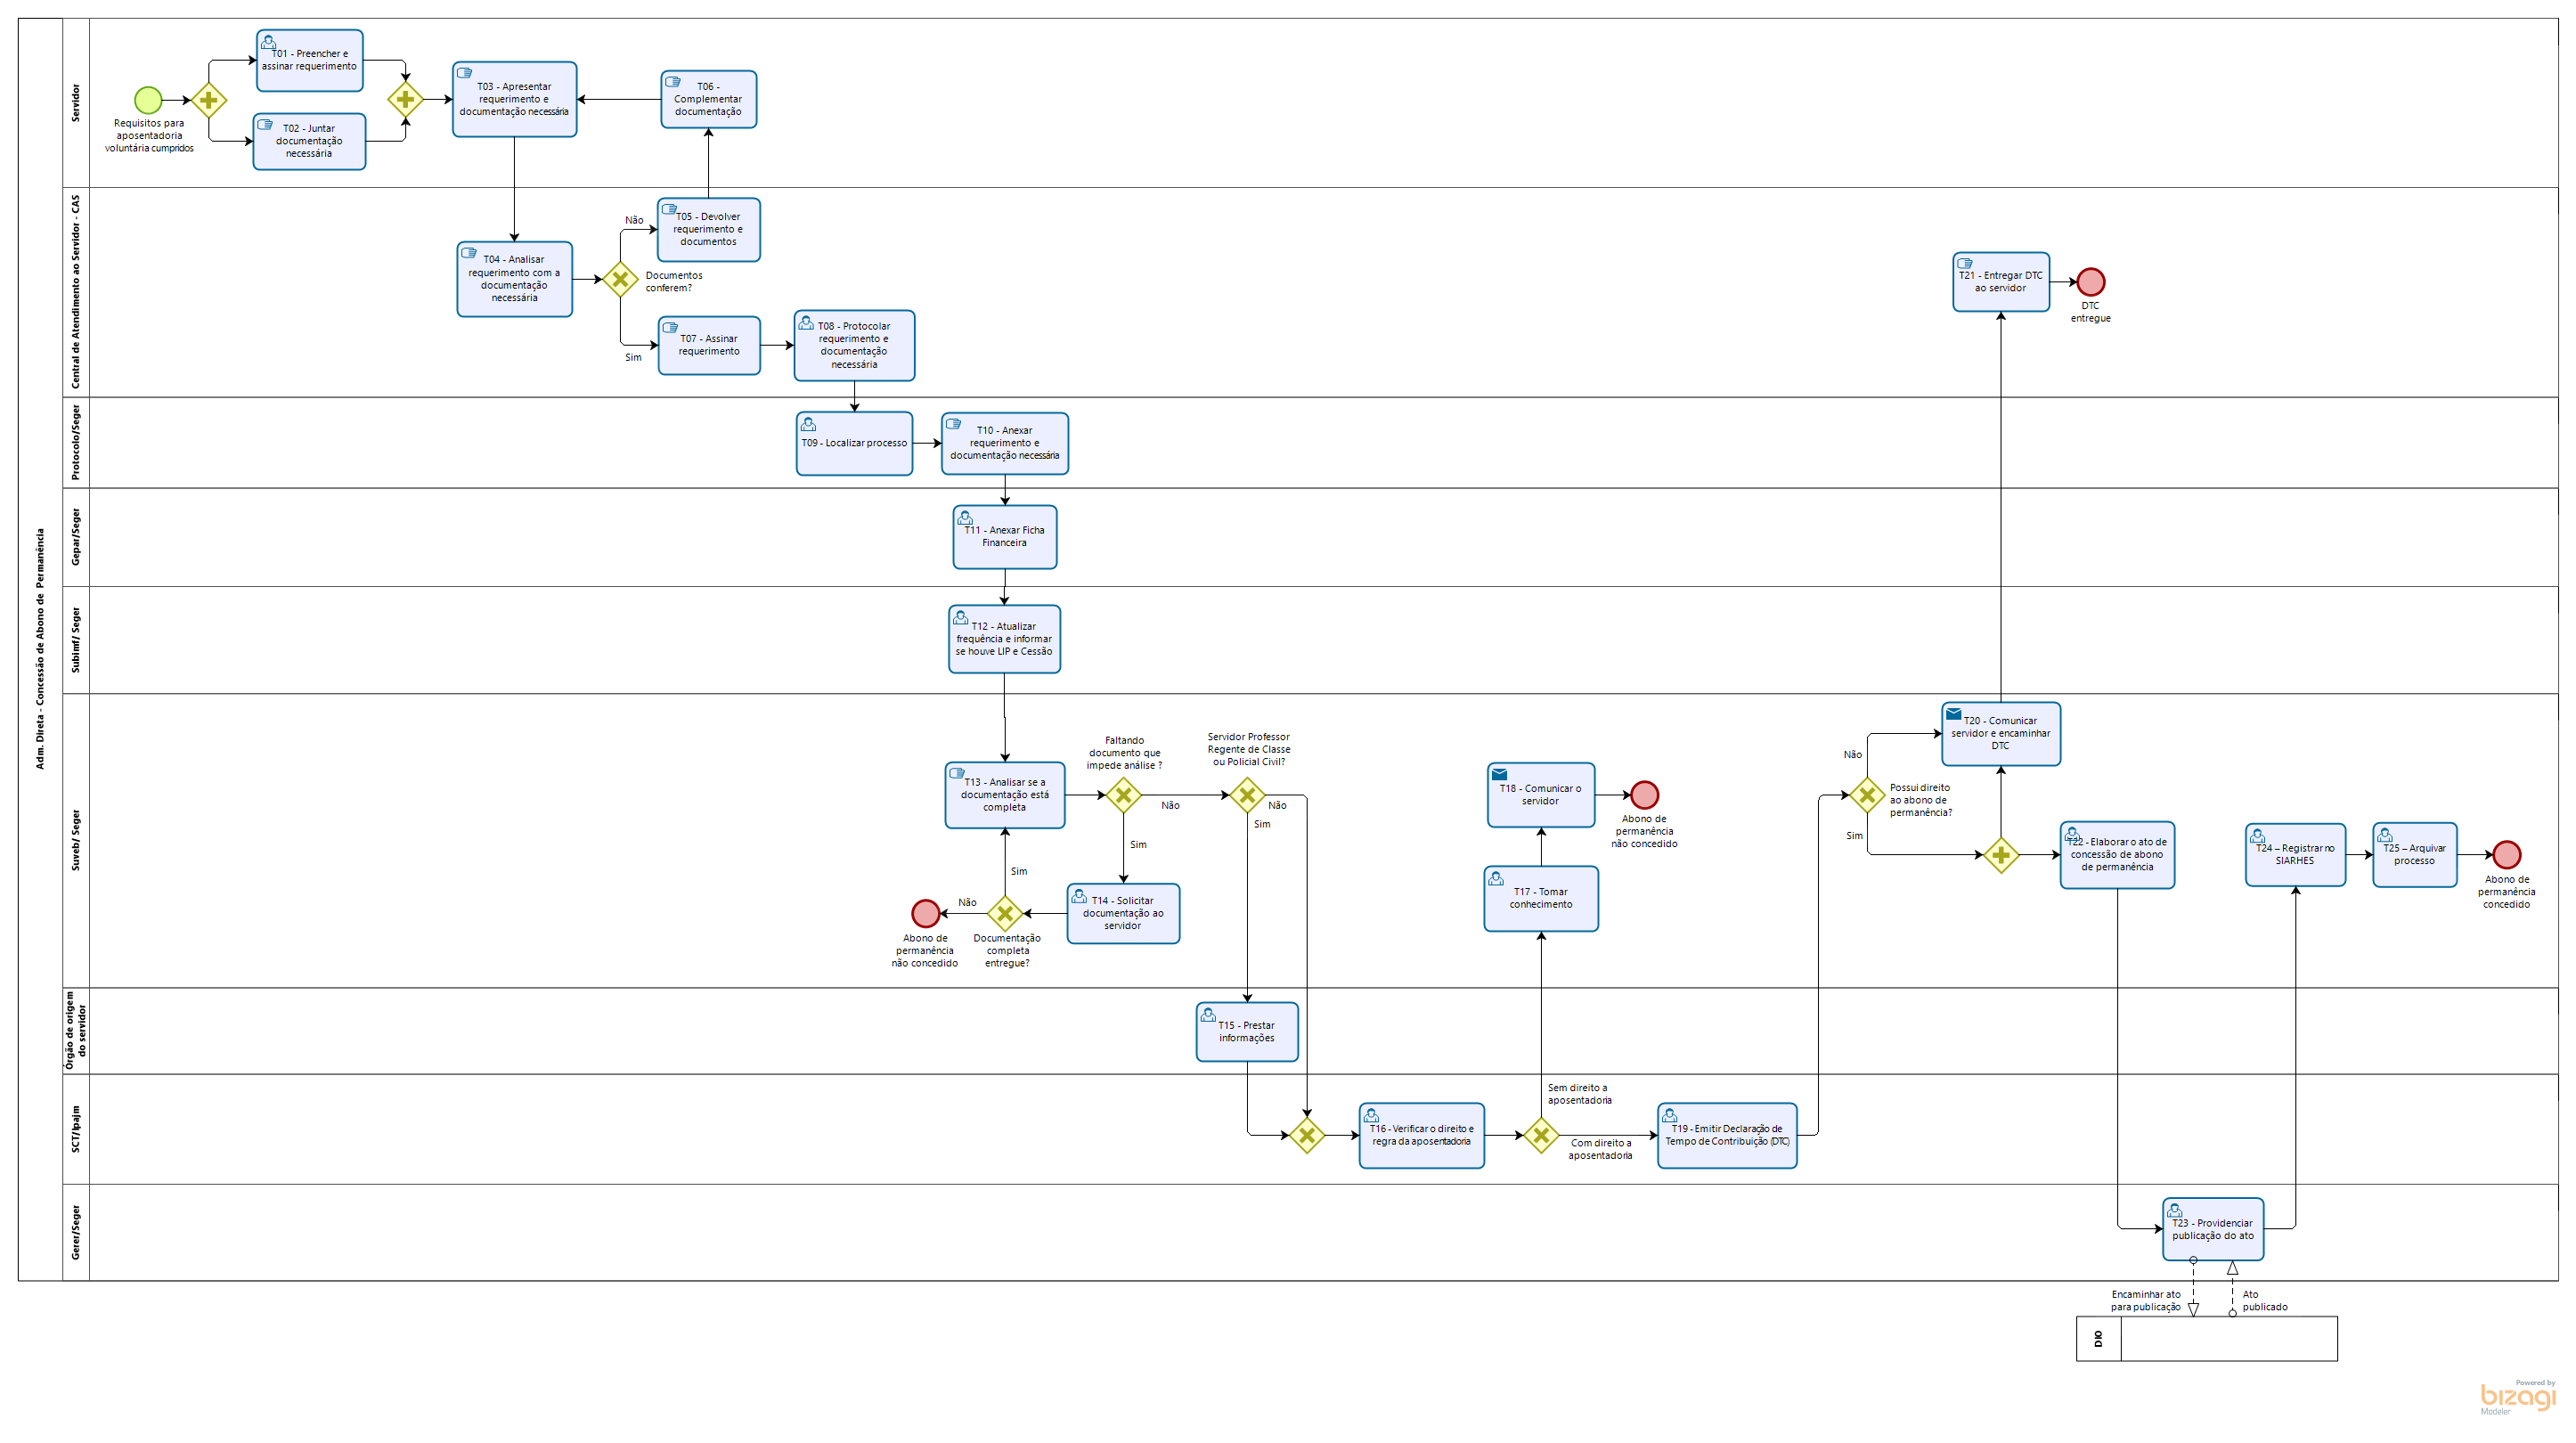 Adm. Direta - Concessão de Abono de Permanência
Servidor
Requisitos para
aposentadoria
voluntária cumpridos
T01 - Preencher e
assinar requerimento
T02 - Juntar
documentação
necessária
T03 - Apresentar
requerimento e
documentação necessária
T06 -
Complementar
documentação
Central de Atendimento ao Servidor - CAS
T04 - Analisar
requerimento com a
documentação
necessária
Documentos
conferem?
Não
Sim
T05 - Devolver
requerimento e
documentos
T07 - Assinar
requerimento
T08 - Protocolar
requerimento e
documentação
necessária
T21 - Entregar DTC
ao servidor
DTC
entregue
Protocolo/Seger
T09 - Localizar processo
T10 - Anexar
requerimento e
documentação necessária
Gepar/Seger
T11 - Anexar Ficha
Financeira
Subimf/ Seger
T12 - Atualizar
frequência e informar
se houve LIP e Cessão
Suveb/ Seger
T13 - Analisar se a
documentação está
completa
Faltando
documento que
impede análise ?
Não
Sim
T14 - Solicitar
documentação ao
servidor
Documentação
completa
entregue?
Sim
Não
Abono de
permanência
não concedido
Servidor Professor
Regente de Classe
ou Policial Civil?
Não
Sim
T18 - Comunicar o
servidor
Abono de
permanência
não concedido
T17 - Tomar
conhecimento
Possui direito
ao abono de
permanência?
Não
Sim
T20 - Comunicar
servidor e encaminhar
DTC
T22 - Elaborar o ato de
concessão de abono
de permanência
T24 – Registrar no
SIARHES
T25 – Arquivar
processo
Abono de
permanência
concedido
Órgão de origem
do servidor
T15 - Prestar
informações
SCT/Ipajm
T16 - Verificar o direito e
regra da aposentadoria
Sem direito a
aposentadoria
Com direito a
aposentadoria
T19 - Emitir Declaração de
Tempo de Contribuição (DTC)
Gerer/Seger
T23 - Providenciar
publicação do ato
Encaminhar ato
para publicação
Ato
publicado
DIO
Powered by
bizagi
Modeler